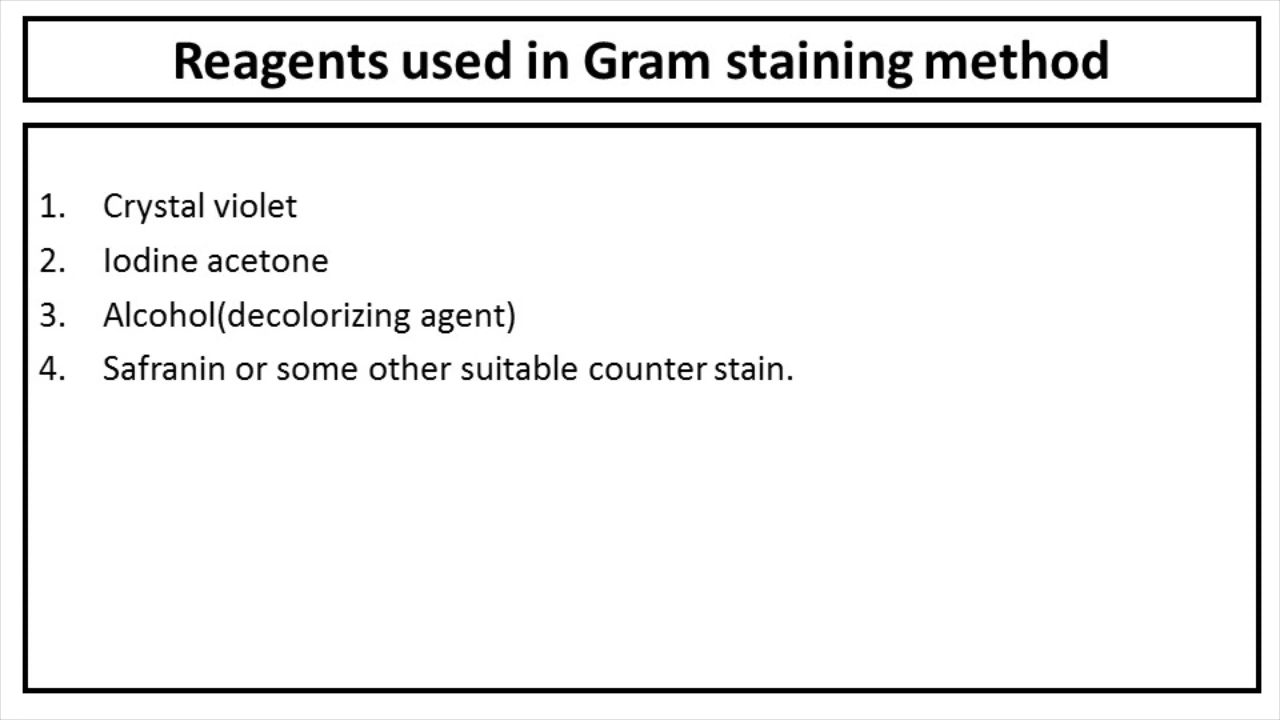 Reagents used in Gram staining method
1. Crystal violet
2. Iodine acetone
3. Alcohol(decolorizing agent)
4. Safranin or some other suitable counter stain.